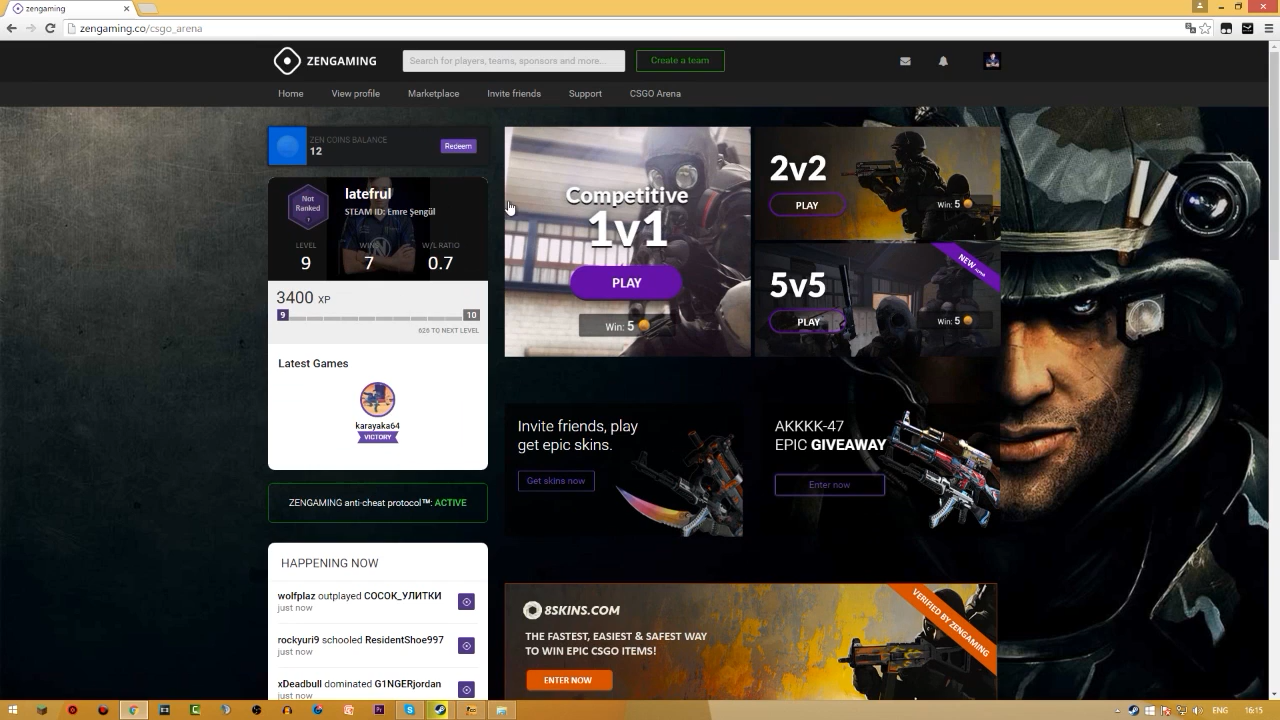 zengaming
zengaming.co/csgo_arena
ZENGAMING
Search for players, teams, sponsors and more...
Create a team
Home
View profile
Marketplace
Invite friends
Support
CSGO Arena
ZEN COINS BALANCE
12
Redeem
Not
Ranked
?
latefrul
STEAM ID: Emre Şengül
LEVEL
WINS
W/L RATIO
9
7
0.7
3400 XP
9
10
626 TO NEXT LEVEL
Latest Games
karayaka64
VICTORY
ZENGAMING anti-cheat protocol™: ACTIVE
HAPPENING NOW
wolfplaz outplayed СОСОК_УЛИТКИ
just now
rockyuri9 schooled ResidentShoe997
just now
xDeadbull dominated G1NGERjordan
just now
Competitive
1v1
PLAY
Win: 5
2v2
PLAY
Win: 5
NEW
5v5
PLAY
Win: 5
Invite friends, play
get epic skins.
Get skins now
AKKKK-47
EPIC GIVEAWAY
Enter now
8SKINS.COM
THE FASTEST, EASIEST & SAFEST WAY
TO WIN EPIC CSGO ITEMS!
ENTER NOW
VERIFIED BY ZENGAMING
ENG
16:15